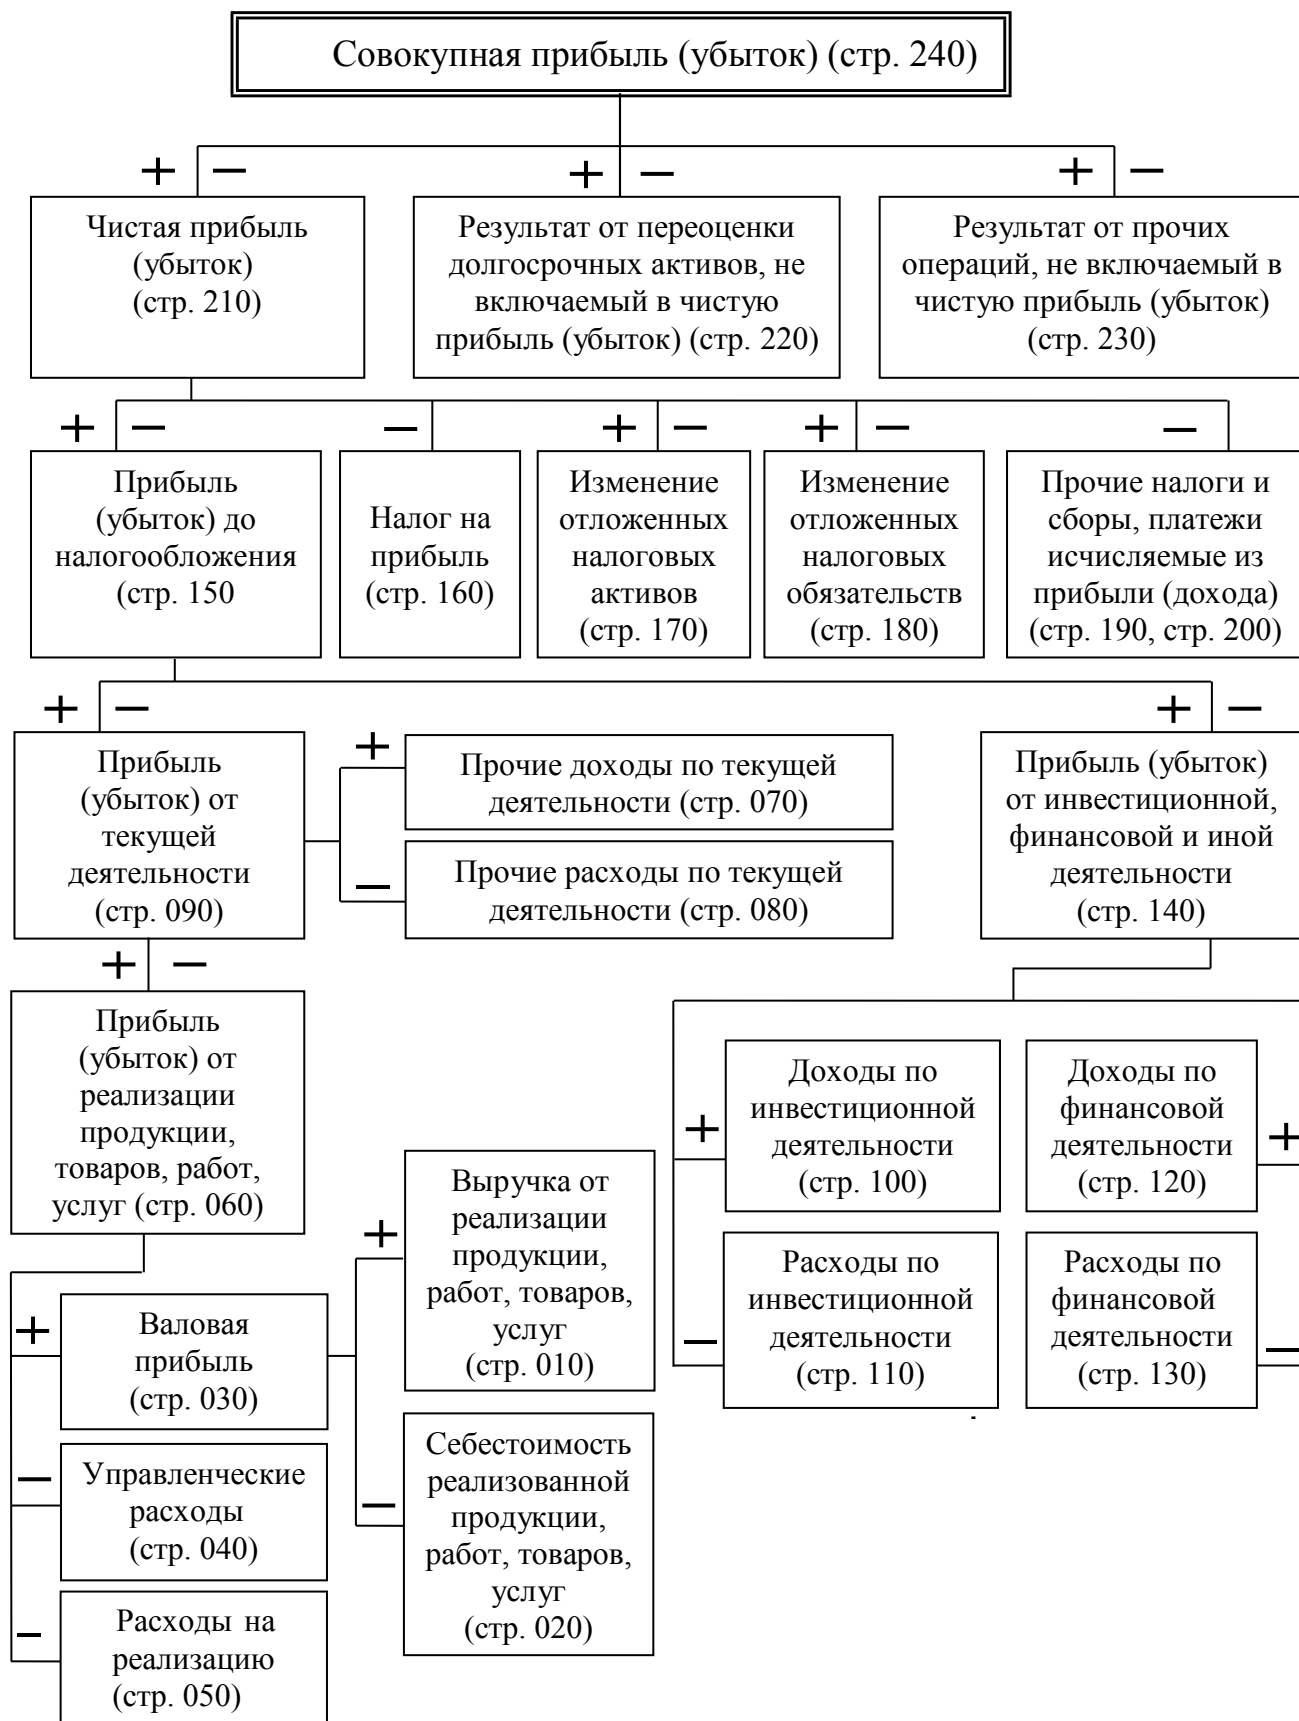 Совокупная прибыль (убыток) (стр. 240)
+ − + − + −
Чистая прибыль
(убыток)
(стр. 210)
Результат от переоценки
долгосрочных активов, не
включаемый в чистую
прибыль (убыток) (стр. 220)
Результат от прочих
операций, не включаемый в
чистую прибыль (убыток)
(стр. 230)
+ − − + − + − −
Прибыль
(убыток) до
налогообложения
(стр. 150
Налог на
прибыль
(стр. 160)
Изменение
отложенных
налоговых
активов
(стр. 170)
Изменение
отложенных
налоговых
обязательств
(стр. 180)
Прочие налоги и
сборы, платежи
исчисляемые из
прибыли (дохода)
(стр. 190, стр. 200)
+ − + −
Прибыль
(убыток) от
текущей
деятельности
(стр. 090)
+
Прочие доходы по текущей
деятельности (стр. 070)
−
Прочие расходы по текущей
деятельности (стр. 080)
Прибыль (убыток)
от инвестиционной,
финансовой и иной
деятельности
(стр. 140)
+ −
Прибыль
(убыток) от
реализации
продукции,
товаров, работ,
услуг (стр. 060)
+
Валовая
прибыль
(стр. 030)
−
Управленческие
расходы
(стр. 040)
−
Расходы на
реализацию
(стр. 050)
+
Выручка от
реализации
продукции,
работ, товаров,
услуг
(стр. 010)
−
Себестоимость
реализованной
продукции,
работ, товаров,
услуг
(стр. 020)
+
Доходы по
инвестиционной
деятельности
(стр. 100)
Доходы по
финансовой
деятельности
(стр. 120)
+
−
Расходы по
инвестиционной
деятельности
(стр. 110)
Расходы по
финансовой
деятельности
(стр. 130)
−